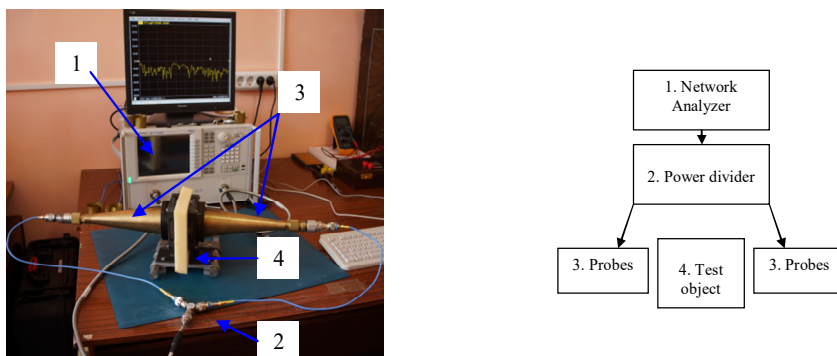 1
3
4
2
1. Network
Analyzer
2. Power divider
3. Probes
4. Test
object
3. Probes